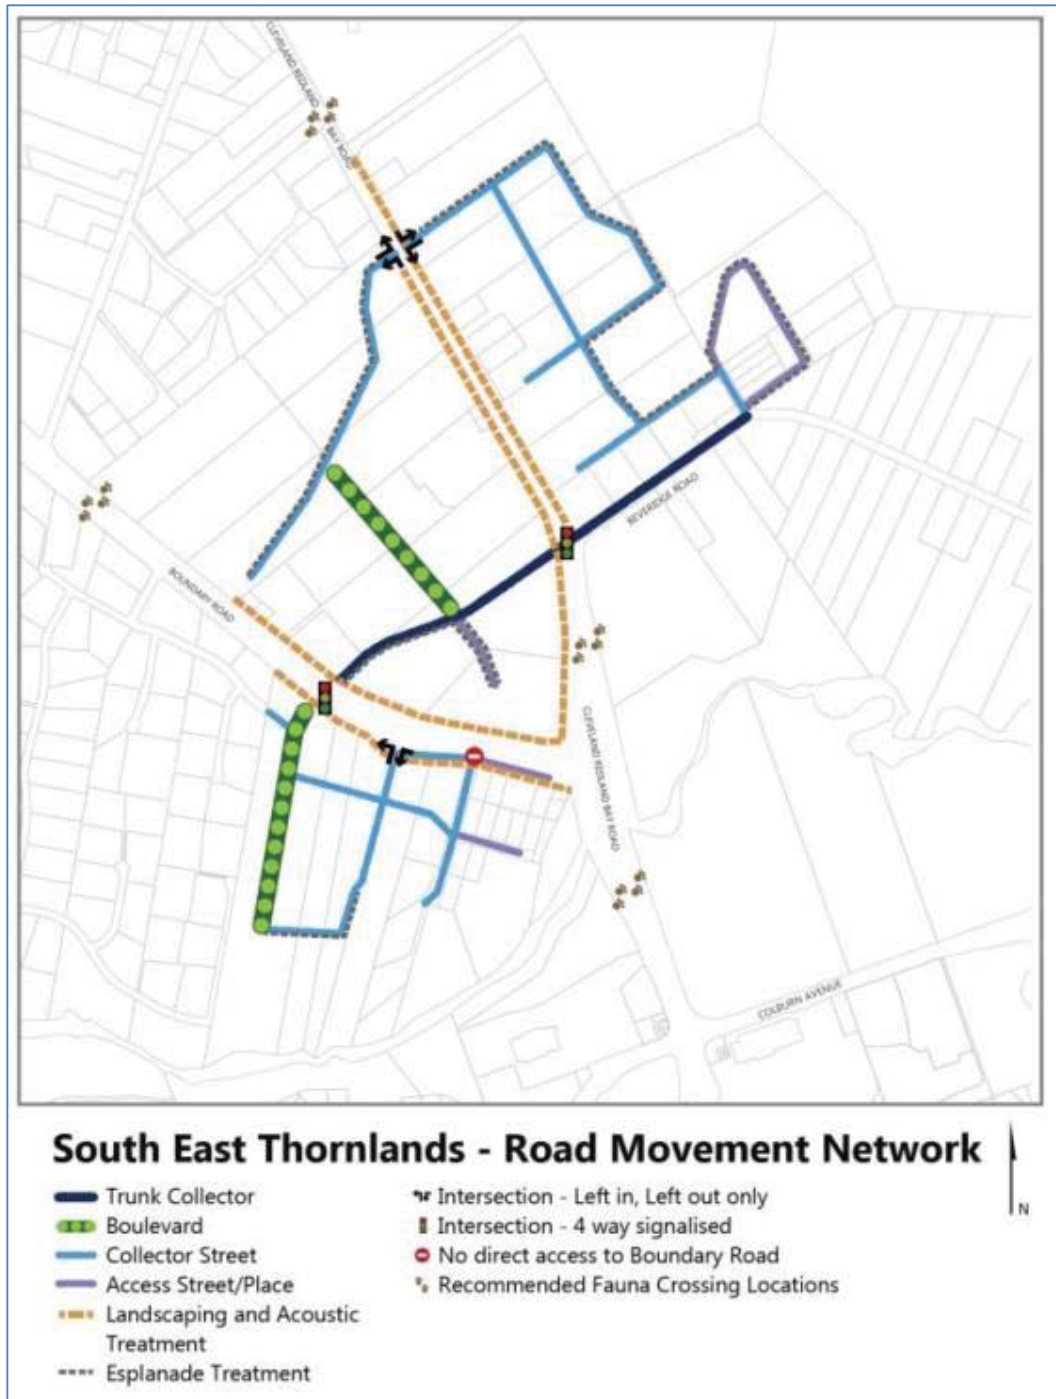 CLEVELAND REDLAND
BAY ROAD
BEVERIDGE ROAD
BOUNDARY ROAD
CLEVELAND REDLAND BAY ROAD
COLBURN AVENUE
South East Thornlands - Road Movement Network
N
Trunk Collector
Boulevard
Collector Street
Access Street/Place
Landscaping and Acoustic
Treatment
Esplanade Treatment
Intersection - Left in, Left out only
Intersection - 4 way signalised
No direct access to Boundary Road
Recommended Fauna Crossing Locations